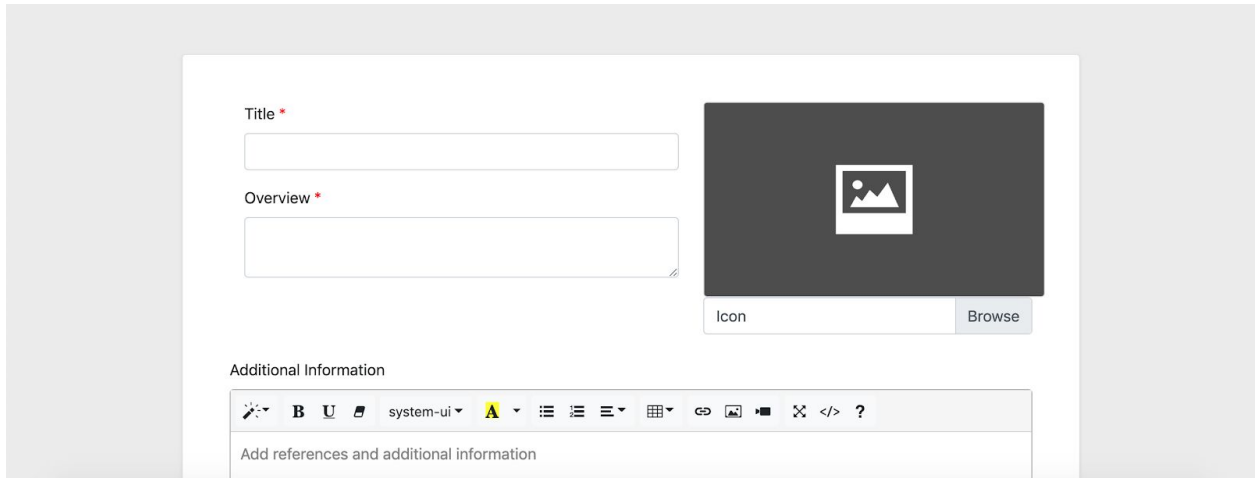 Title *
Overview *
Icon Browse
Additional Information
B U system-ui A </> ?
Add references and additional information